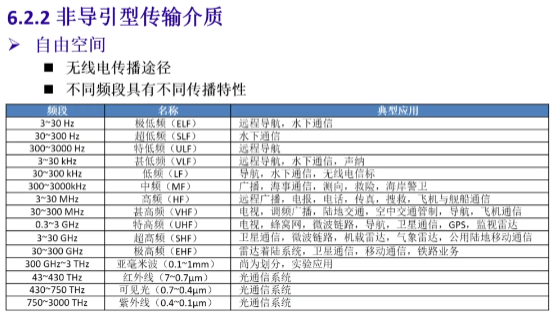 6.2.2 非导引型传输介质
自由空间
无线电传播途径
不同频段具有不同传播特性
频段 名称 典型应用
3~30 Hz 极低频（ELF） 远程导航，水下通信
30~300 Hz 超低频（SLF） 水下通信
300~3000 Hz 特低频（ULF） 远程导航
3~30 kHz 甚低频（VLF） 远程导航，水下通信，声纳
30~300 kHz 低频（LF） 导航，水下通信，无线电信标
300~3000kHz 中频（MF） 广播，海事通信，测向，救险，海岸警卫
3~30 MHz 高频（HF） 远程广播，电报，电话，传真，搜救，飞机与舰船通信
30~300 MHz 甚高频（VHF） 电视，调频广播，陆地交通，空中交通管制，导航，飞机通信
0.3~3 GHz 特高频（UHF） 电视，蜂窝网，微波链路，导航，卫星通信，GPS，监视雷达
3~30 GHz 超高频（SHF） 卫星通信，微波链路，机载雷达，气象雷达，公用陆地移动通信
30~300 GHz 极高频（EHF） 雷达着陆系统，卫星通信，移动通信，铁路业务
300 GHz~3 THz 亚毫米波（0.1~1mm） 尚为划分，实验应用
43~430 THz 红外线（7~0.7μm） 光通信系统
430~750 THz 可见光（0.7~0.4μm） 光通信系统
750~3000 THz 紫外线（0.4~0.1μm） 光通信系统